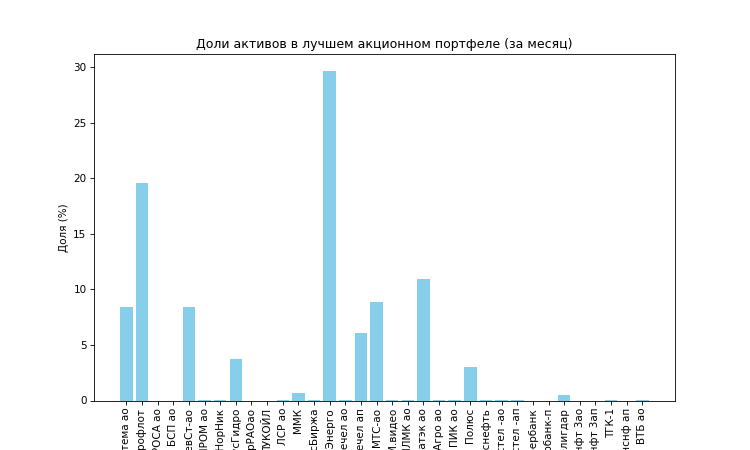 Доли активов в лучшем акционном портфеле (за месяц)
Доля (%)
30
25
20
15
10
5
0
тема ао
рофлот
РОСА ао
БСП ао
евСт-ао
ПРОМ ао
НорНик
сГидро
рРАОао
ЛУКОЙЛ
ЛСР ао
ММК
сБиржа
Энерго
ечел ао
ечел ап
МТС-ао
М.видео
ЛМК ао
атэк ао
Агро ао
ПИК ао
Полюс
снефть
стел -ао
стел -ап
ербанк
рбанк-п
лигдар
нфт 3ао
нфт 3ап
ТГК-1
нснф ап
ВТБ ао